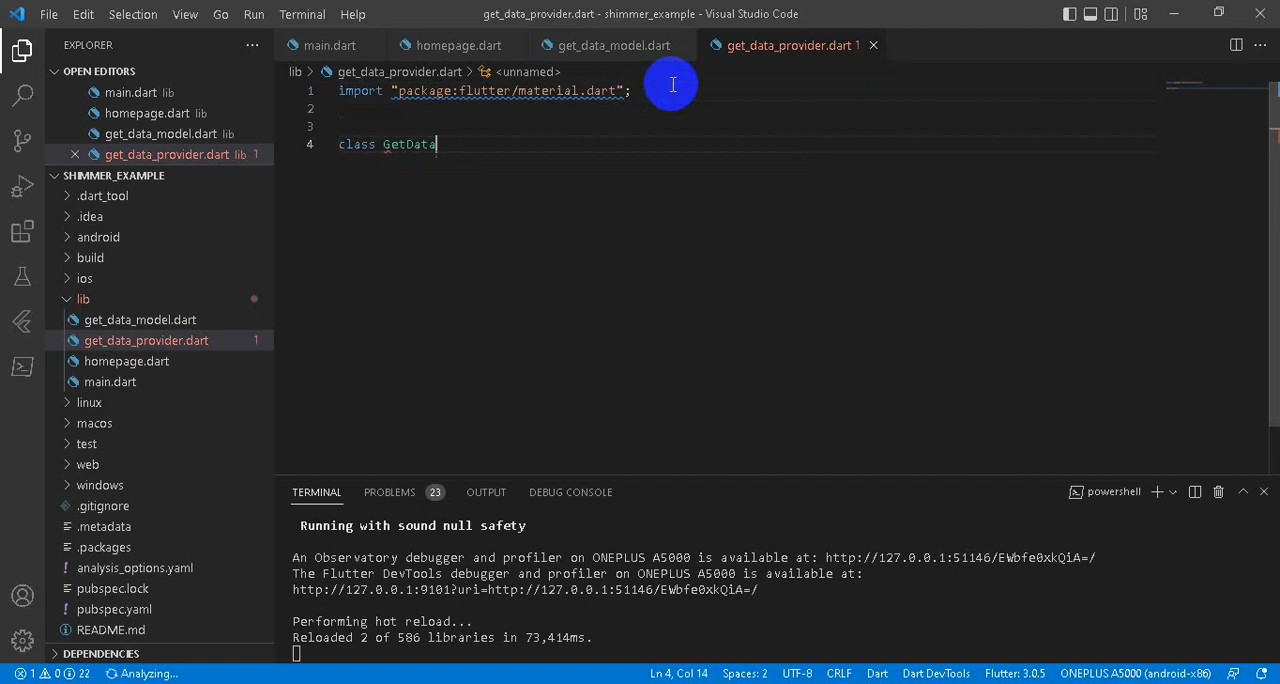 File Edit Selection View Go Run Terminal Help get_data_provider.dart - shimmer_example - Visual Studio Code
EXPLORER
OPEN EDITORS
main.dart lib
homepage.dart lib
get_data_model.dart lib
get_data_provider.dart lib 1
SHIMMER_EXAMPLE
.dart_tool
.idea
android
build
ios
lib
get_data_model.dart
get_data_provider.dart 1
homepage.dart
main.dart
linux
macos
test
web
windows
.gitignore
.metadata
.packages
analysis_options.yaml
pubspec.lock
pubspec.yaml
README.md
DEPENDENCIES
main.dart homepage.dart get_data_model.dart get_data_provider.dart 1
lib > get_data_provider.dart > <unnamed>
1 import "package:flutter/material.dart";
2
3
4 class GetData
TERMINAL PROBLEMS 23 OUTPUT DEBUG CONSOLE powershell
Running with sound null safety
An Observatory debugger and profiler on ONEPLUS A5000 is available at: http://127.0.0.1:51146/EWbfe0xkQiA=/
The Flutter DevTools debugger and profiler on ONEPLUS A5000 is available at:
http://127.0.0.1:9101?uri=http://127.0.0.1:51146/EWbfe0xkQiA=/
Performing hot reload...
Reloaded 2 of 586 libraries in 73,414ms.
1 0 22 Analyzing... Ln 4, Col 14 Spaces: 2 UTF-8 CRLF Dart Dart DevTools Flutter: 3.0.5 ONEPLUS A5000 (android-x86)